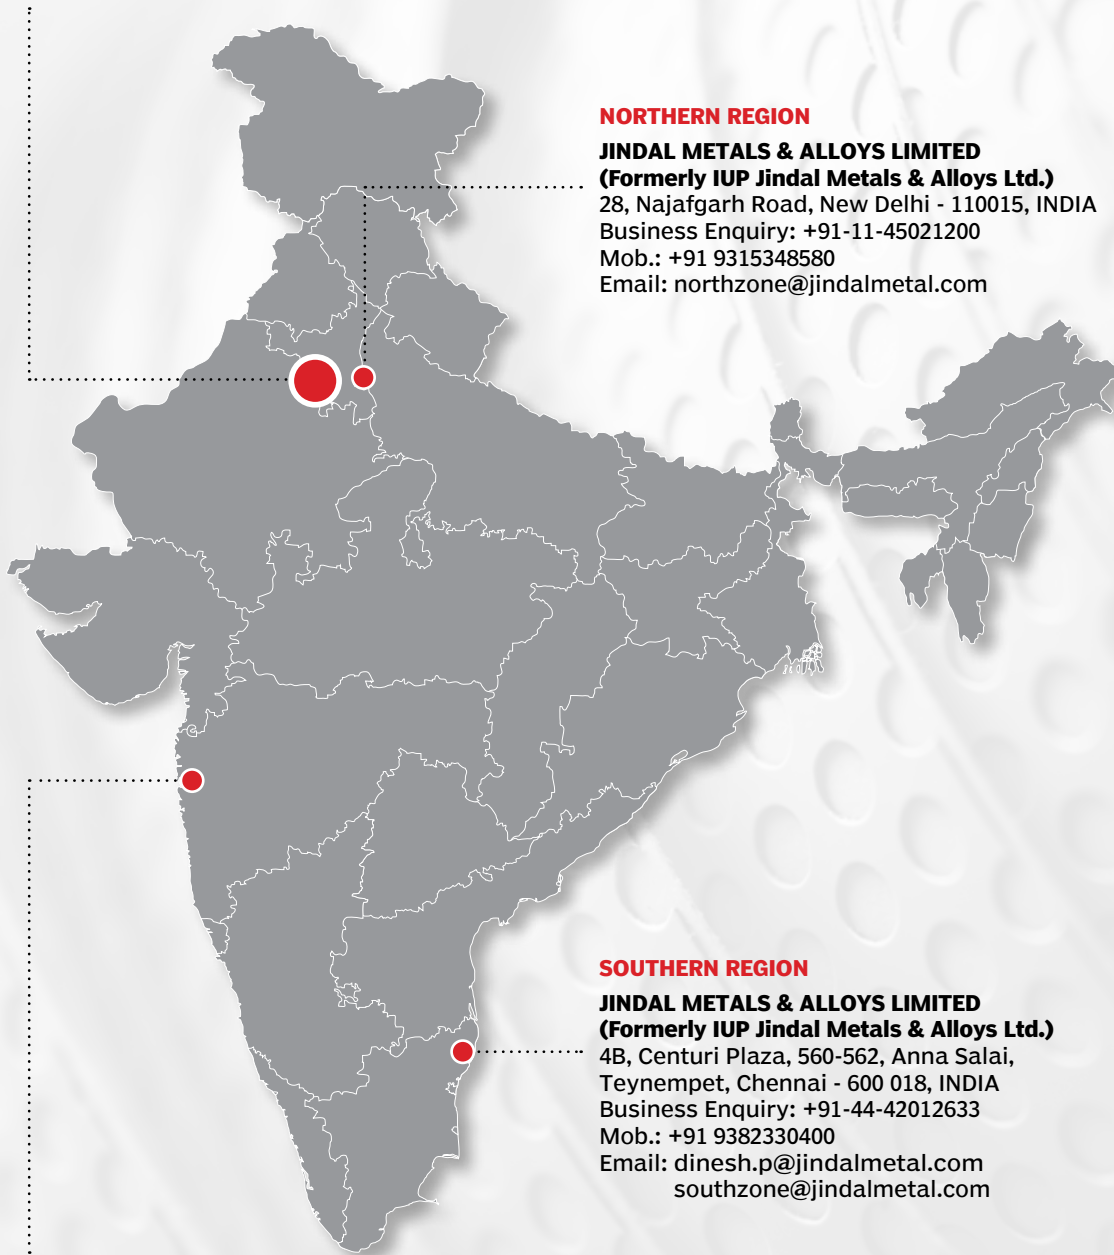 NORTHERN REGION
JINDAL METALS & ALLOYS LIMITED
(Formerly IUP Jindal Metals & Alloys Ltd.)
28, Najafgarh Road, New Delhi - 110015, INDIA
Business Enquiry: +91-11-45021200
Mob.: +91 9315348580
Email: northzone@jindalmetal.com
SOUTHERN REGION
JINDAL METALS & ALLOYS LIMITED
(Formerly IUP Jindal Metals & Alloys Ltd.)
4B, Centuri Plaza, 560-562, Anna Salai,
Teynempet, Chennai - 600 018, INDIA
Business Enquiry: +91-44-42012633
Mob.: +91 9382330400
Email: dinesh.p@jindalmetal.com
southzone@jindalmetal.com